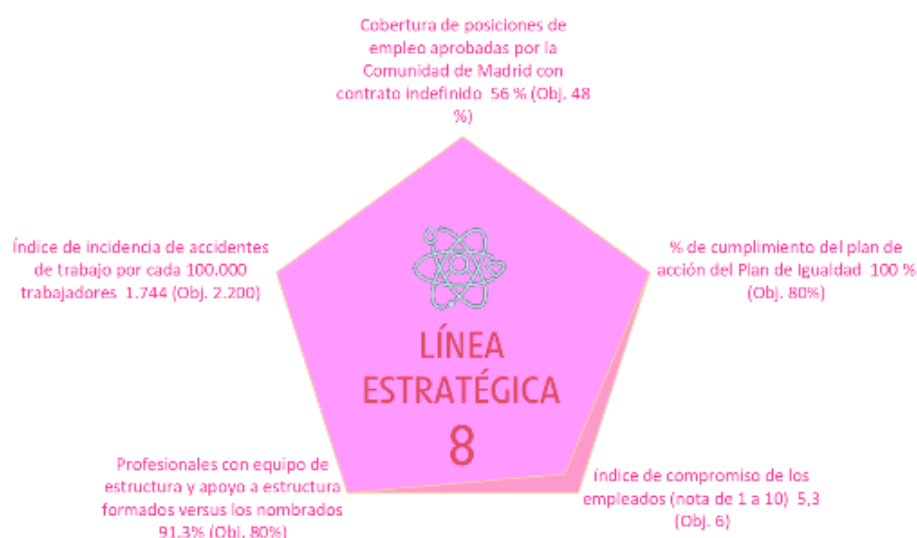 Cobertura de posiciones de
empleo aprobadas por la
Comunidad de Madrid con
contrato indefinido 56 % (Obj. 48
%)
Índice de incidencia de accidentes
de trabajo por cada 100.000
trabajadores 1.744 (Obj. 2.200)
% de cumplimiento del plan de
acción del Plan de Igualdad 100 %
(Obj. 80%)
LÍNEA
ESTRATÉGICA
8
Profesionales con equipo de
estructura y apoyo a estructura
formados versus los nombrados
91,3% (Obj. 80%)
Índice de compromiso de los
empleados (nota de 1 a 10) 5,3
(Obj. 6)